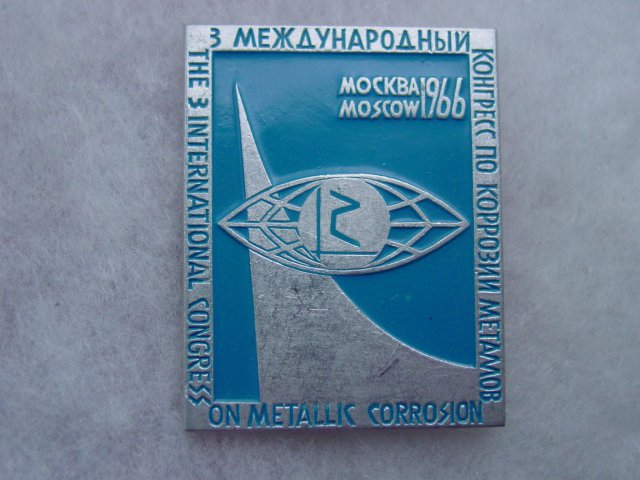 3 МЕЖДУНАРОДНЫЙ
КОНГРЕСС ПО КОРРОЗИИ МЕТАЛЛОВ
THE 3 INTERNATIONAL CONGRESS
ON METALLIC CORROSION
МОСКВА 1966
MOSCOW